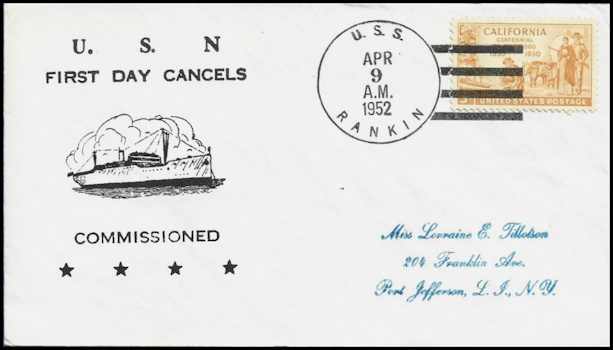 U. S. N
FIRST DAY CANCELS
COMMISSIONED
U. S. S.
APR
9
A.M.
1952
RANKIN
CALIFORNIA
CENTENNIAL
1850 1950
UNITED STATES POSTAGE
Miss Lorraine E. Tillotson
204 Franklin Ave.
Port Jefferson, L. I., N. Y.